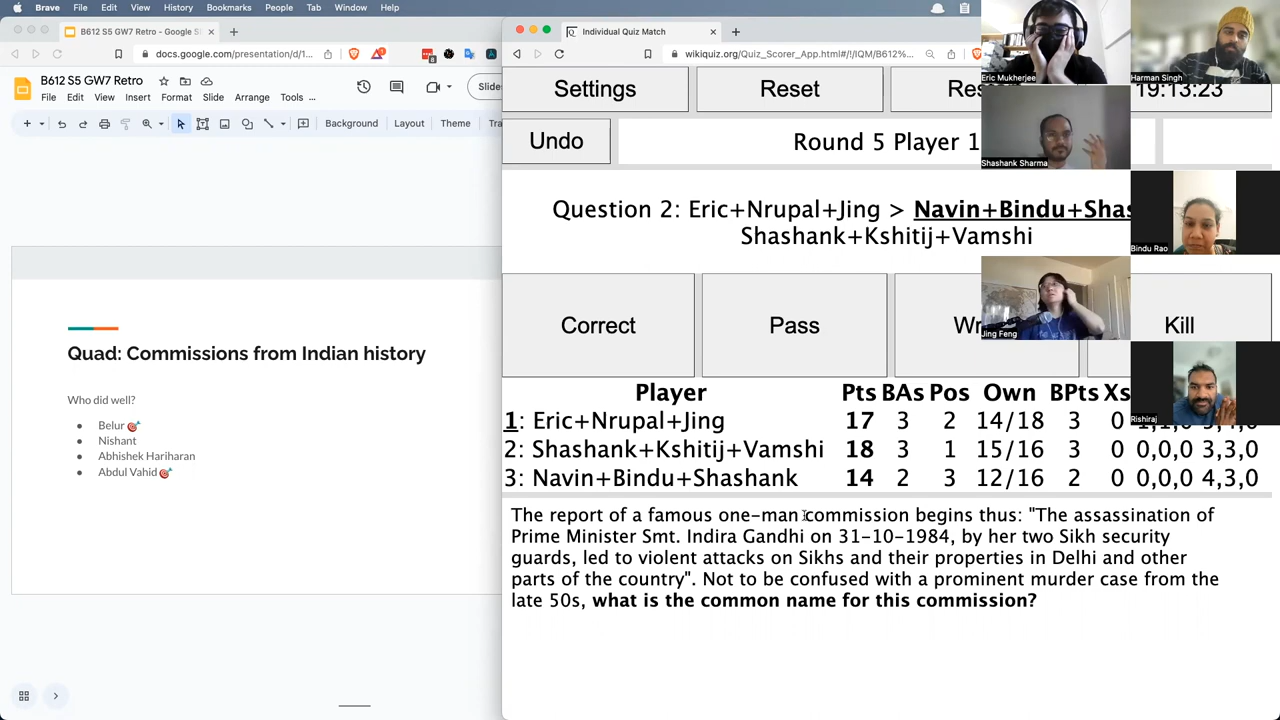 Brave File Edit View History
B612 S5 GW7 Retro - Google Sl
docs.google.com/presentation/d/1...
B612 S5 GW7 Retro
File Edit View Insert Format Slide Arrange Tools ...
Slide
Background Layout Theme Tra
Quad: Commissions from Indian history
Who did well?
● Belur 🎯
● Nishant
● Abhishek Hariharan
● Abdul Vahid 🎯
Individual Quiz Match
wikiquiz.org/Quiz_Scorer_App.html#!/IQM/B612%...
Settings Reset Res 19:13:23
Undo Round 5 Player 1
Question 2: Eric+Nrupal+Jing > Navin+Bindu+Shas
Shashank+Kshitij+Vamshi
Correct Pass Wr Kill
Player Pts BAs Pos Own BPts Xs
1: Eric+Nrupal+Jing 17 3 2 14/18 3 0
2: Shashank+Kshitij+Vamshi 18 3 1 15/16 3 0 0,0,0 3,3,0
3: Navin+Bindu+Shashank 14 2 3 12/16 2 0 0,0,0 4,3,0
The report of a famous one-man commission begins thus: "The assassination of
Prime Minister Smt. Indira Gandhi on 31-10-1984, by her two Sikh security
guards, led to violent attacks on Sikhs and their properties in Delhi and other
parts of the country". Not to be confused with a prominent murder case from the
late 50s, what is the common name for this commission?
Eric Mukherjee
Harman Singh
Shashank Sharma
Bindu Rao
Jing Feng
Rishiraj